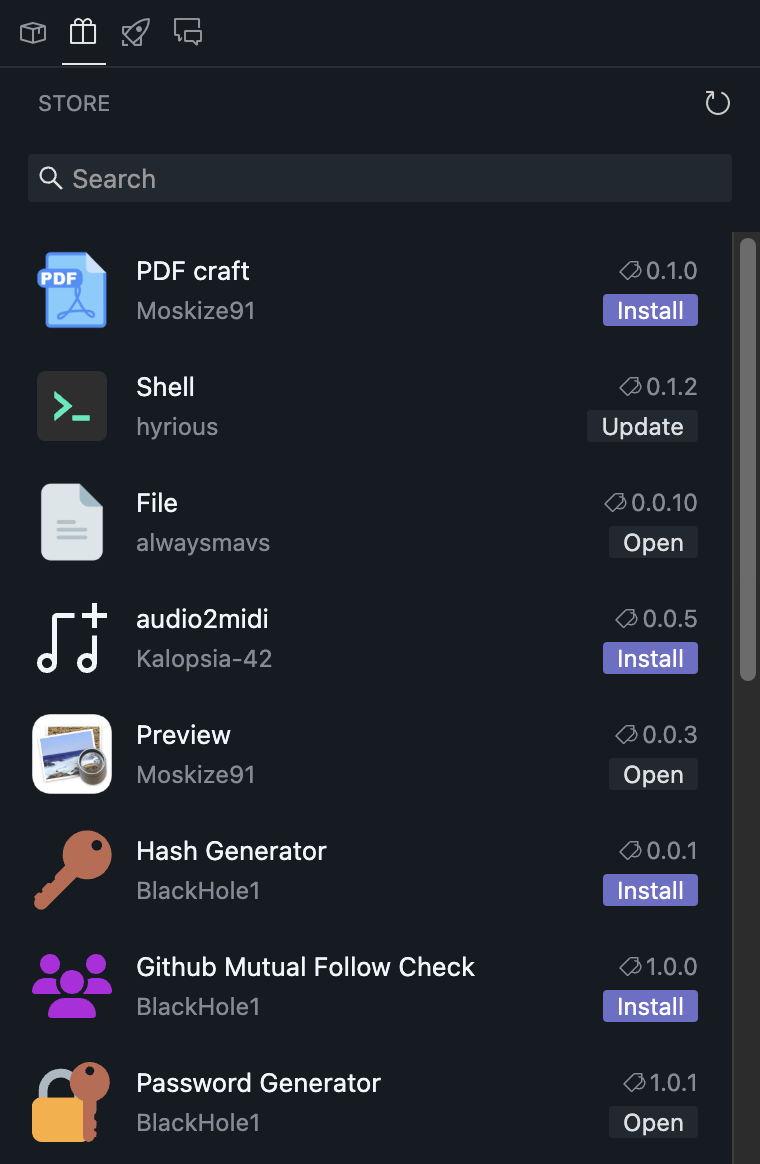 STORE
Search
PDF
PDF craft
0.1.0
Moskize91
Install
Shell
0.1.2
hyrious
Update
File
0.0.10
alwaysmavs
Open
audio2midi
0.0.5
Kalopsia-42
Install
Preview
0.0.3
Moskize91
Open
Hash Generator
0.0.1
BlackHole1
Install
Github Mutual Follow Check
1.0.0
BlackHole1
Install
Password Generator
1.0.1
BlackHole1
Open